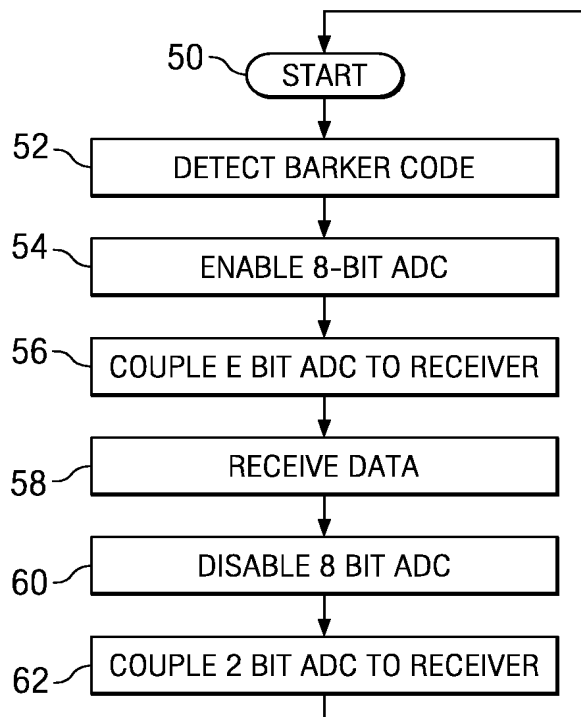 50 START
52 DETECT BARKER CODE
54 ENABLE 8-BIT ADC
56 COUPLE E BIT ADC TO RECEIVER
58 RECEIVE DATA
60 DISABLE 8 BIT ADC
62 COUPLE 2 BIT ADC TO RECEIVER